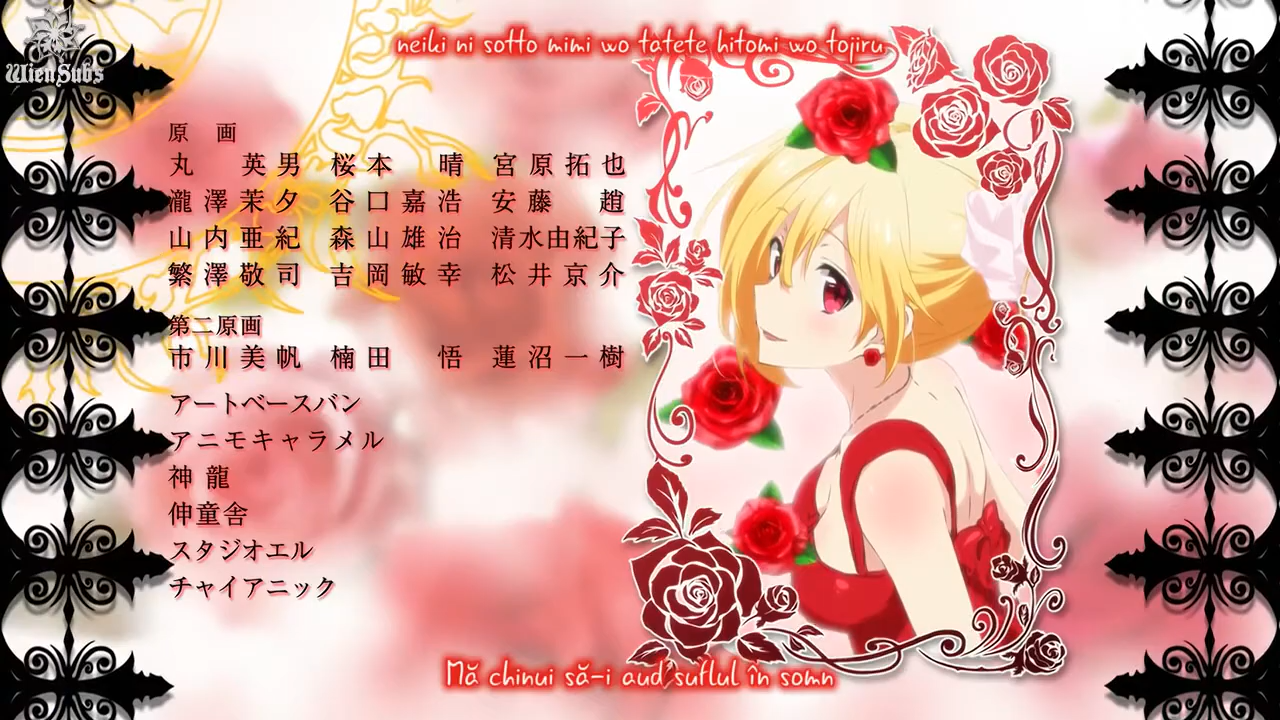 neiki ni sotto mimi wo tatete hitomi wo tojiru
WienSubs
原 画
丸 英男 桜本 晴 宮原拓也
瀧澤茉夕 谷口嘉浩 安藤 趙
山内亜紀 森山雄治 清水由紀子
繁澤敬司 吉岡敏幸 松井京介
第二原画
市川美帆 楠田 悟 蓮沼一樹
アートベースバン
アニモキャラメル
神龍
伸童舎
スタジオエル
チャイアニック
Mă chinui să-i aud suflul în somn